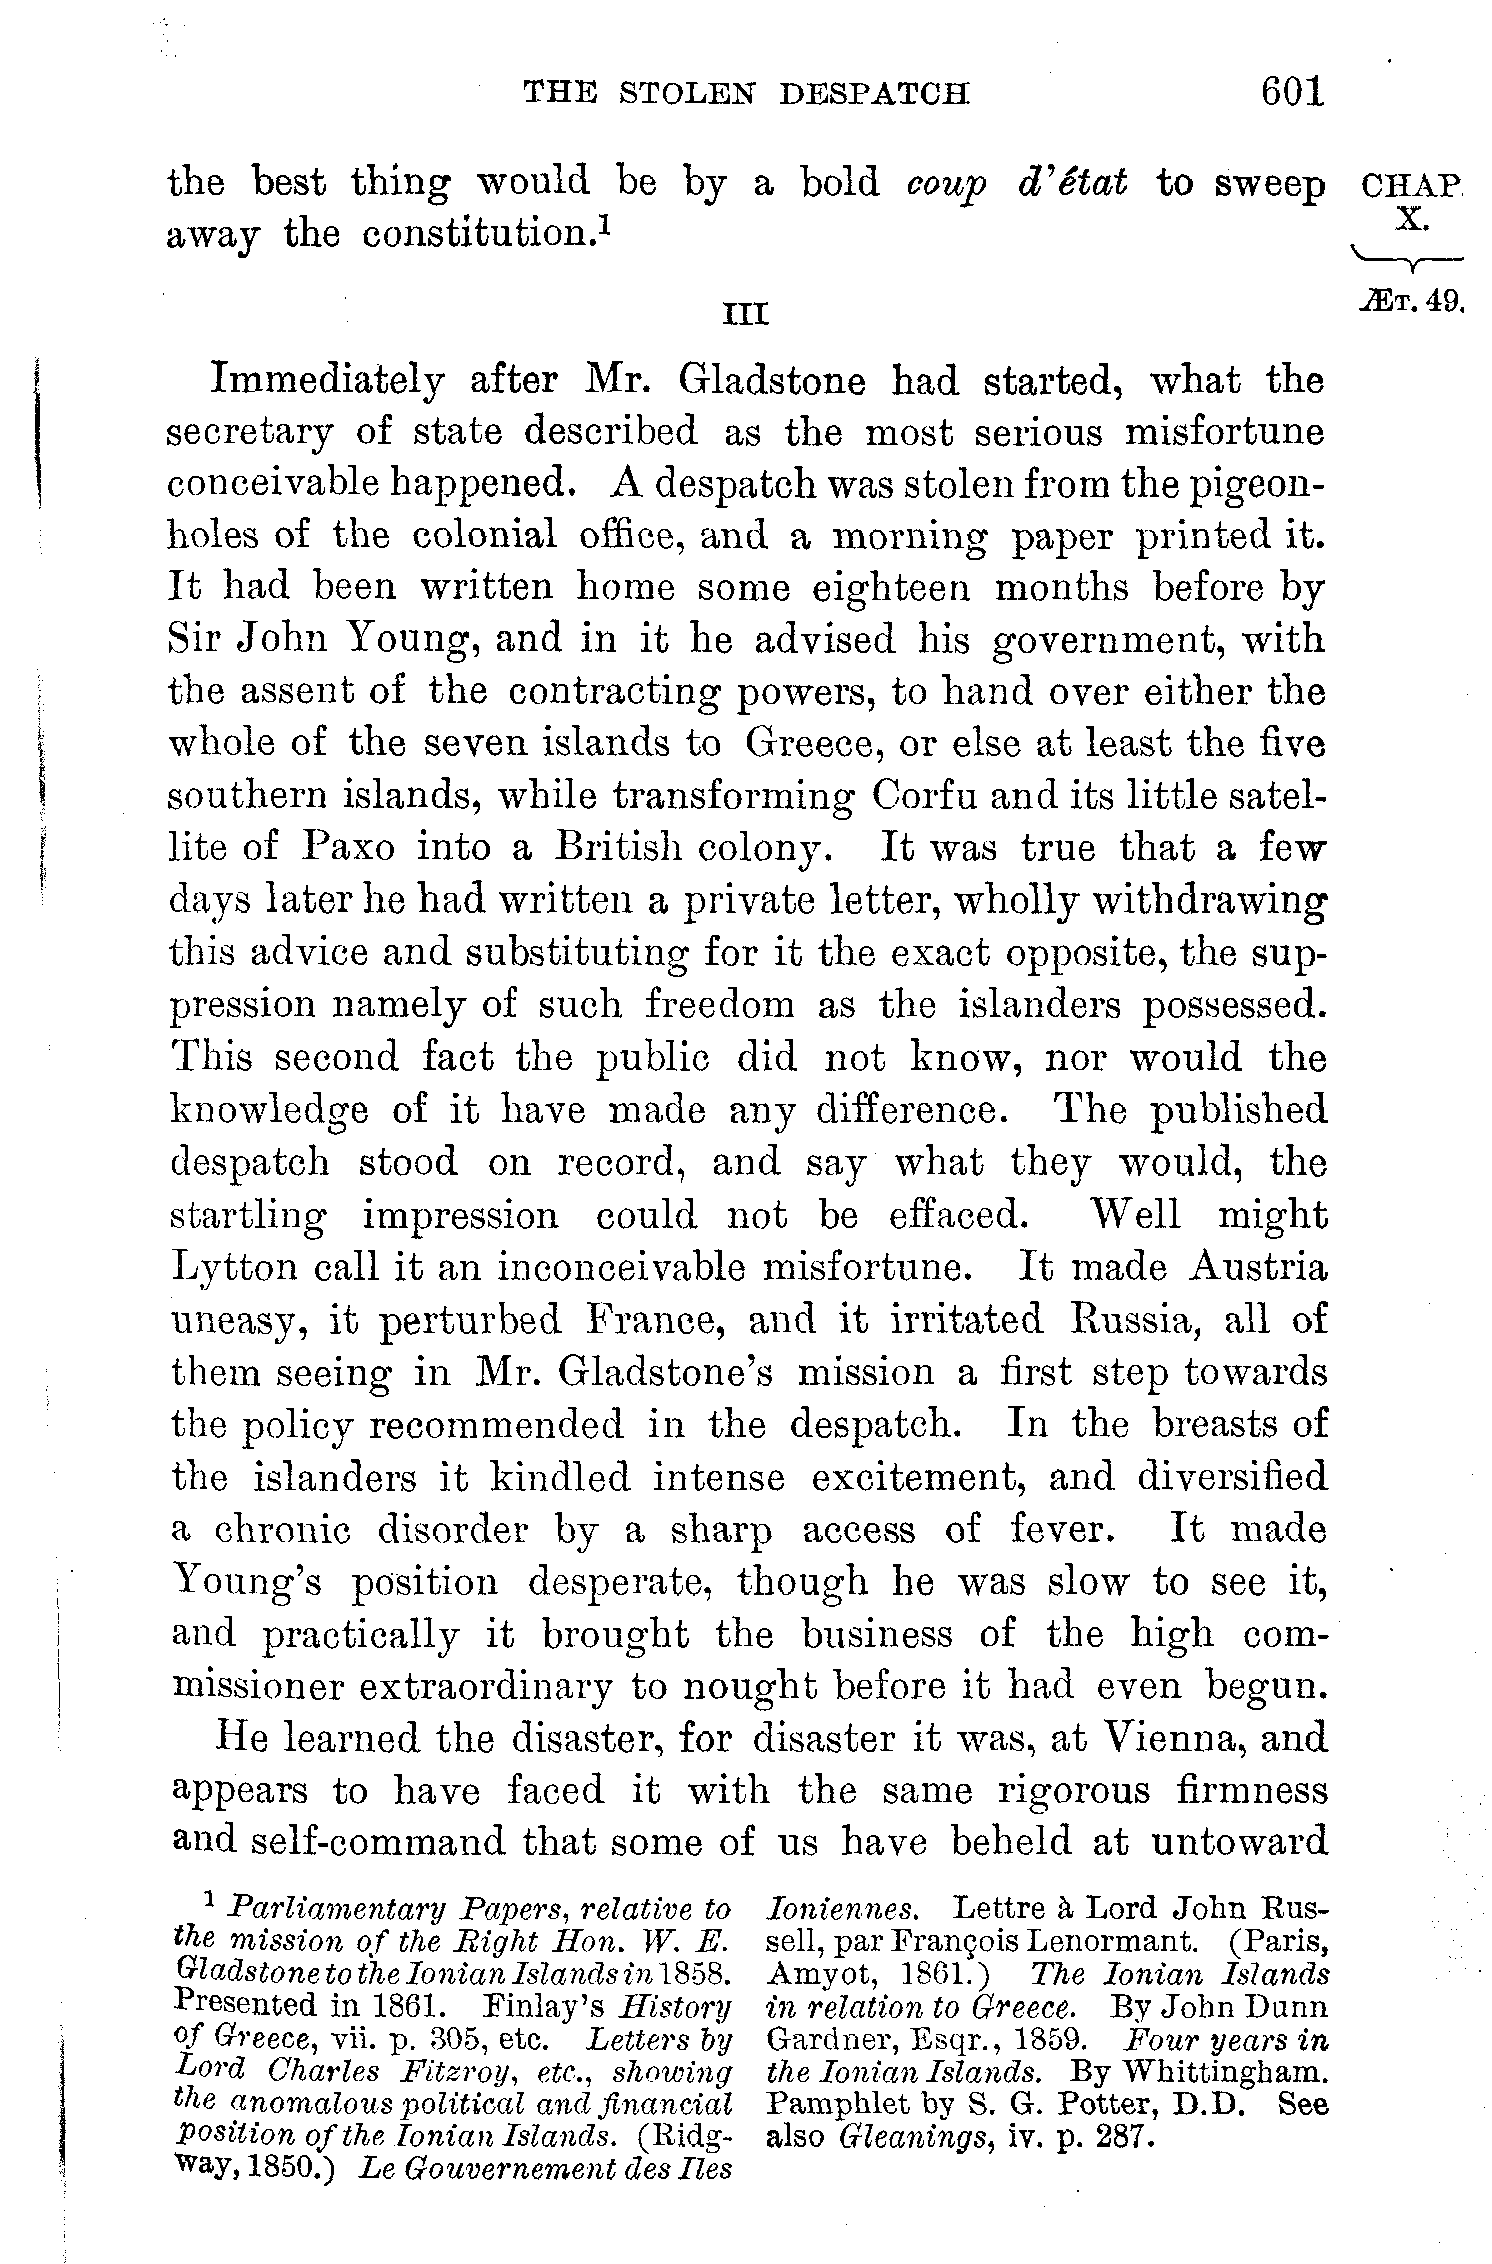 THE STOLEN DESPATCH 601
the best thing would be by a bold coup d'état to sweep
away the constitution.¹
CHAP.
X.
ÆT. 49.
III
Immediately after Mr. Gladstone had started, what the
secretary of state described as the most serious misfortune
conceivable happened. A despatch was stolen from the pigeon-
holes of the colonial office, and a morning paper printed it.
It had been written home some eighteen months before by
Sir John Young, and in it he advised his government, with
the assent of the contracting powers, to hand over either the
whole of the seven islands to Greece, or else at least the five
southern islands, while transforming Corfu and its little satel-
lite of Paxo into a British colony. It was true that a few
days later he had written a private letter, wholly withdrawing
this advice and substituting for it the exact opposite, the sup-
pression namely of such freedom as the islanders possessed.
This second fact the public did not know, nor would the
knowledge of it have made any difference. The published
despatch stood on record, and say what they would, the
startling impression could not be effaced. Well might
Lytton call it an inconceivable misfortune. It made Austria
uneasy, it perturbed France, and it irritated Russia, all of
them seeing in Mr. Gladstone's mission a first step towards
the policy recommended in the despatch. In the breasts of
the islanders it kindled intense excitement, and diversified
a chronic disorder by a sharp access of fever. It made
Young's position desperate, though he was slow to see it,
and practically it brought the business of the high com-
missioner extraordinary to nought before it had even begun.
He learned the disaster, for disaster it was, at Vienna, and
appears to have faced it with the same rigorous firmness
and self-command that some of us have beheld at untoward
¹ Parliamentary Papers, relative to
the mission of the Right Hon. W. E.
Gladstone to the Ionian Islands in 1858.
Presented in 1861. Finlay's History
of Greece, vii. p. 305, etc. Letters by
Lord Charles Fitzroy, etc., showing
the anomalous political and financial
position of the Ionian Islands. (Ridg-
way, 1850.) Le Gouvernement des Iles
Ioniennes. Lettre à Lord John Rus-
sell, par François Lenormant. (Paris,
Amyot, 1861.) The Ionian Islands
in relation to Greece. By John Dunn
Gardner, Esqr., 1859. Four years in
the Ionian Islands. By Whittingham.
Pamphlet by S. G. Potter, D.D. See
also Gleanings, iv. p. 287.